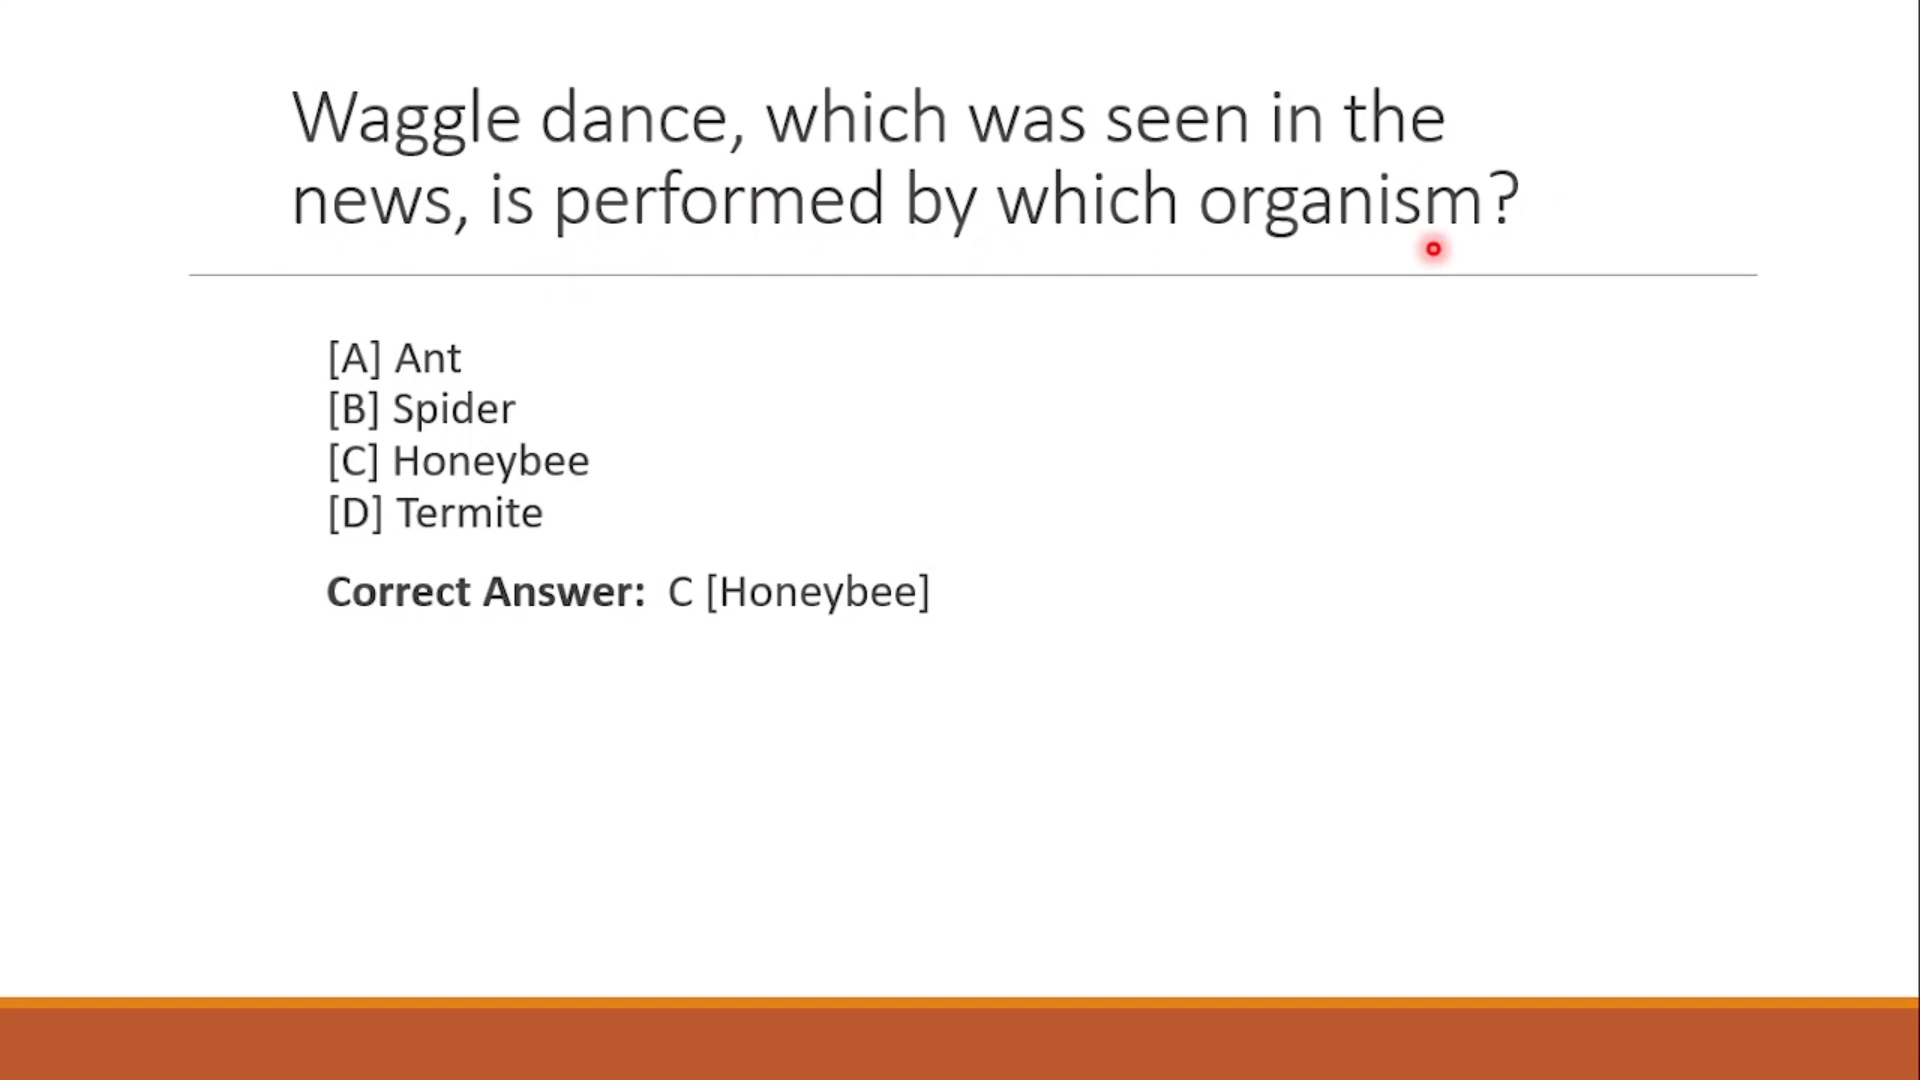 Waggle dance, which was seen in the
news, is performed by which organism?
[A] Ant
[B] Spider
[C] Honeybee
[D] Termite
Correct Answer: C [Honeybee]